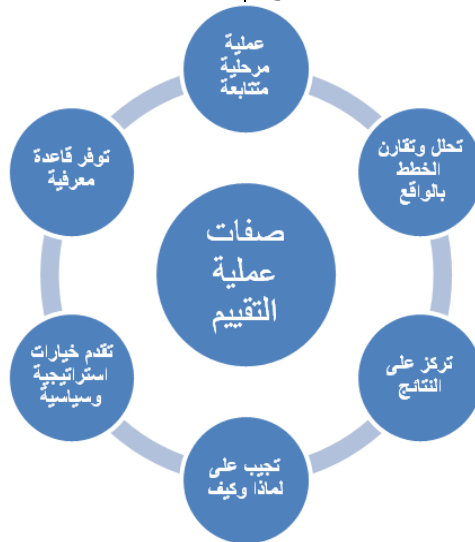 عملية
مرحلية
متتابعة
تحلل وتقارن
الخطط
بالواقع
تركز على
النتائج
تجيب على
لماذا وكيف
تقدم خيارات
استراتيجية
وسياسية
توفر قاعدة
معرفية
صفات
عملية
التقييم